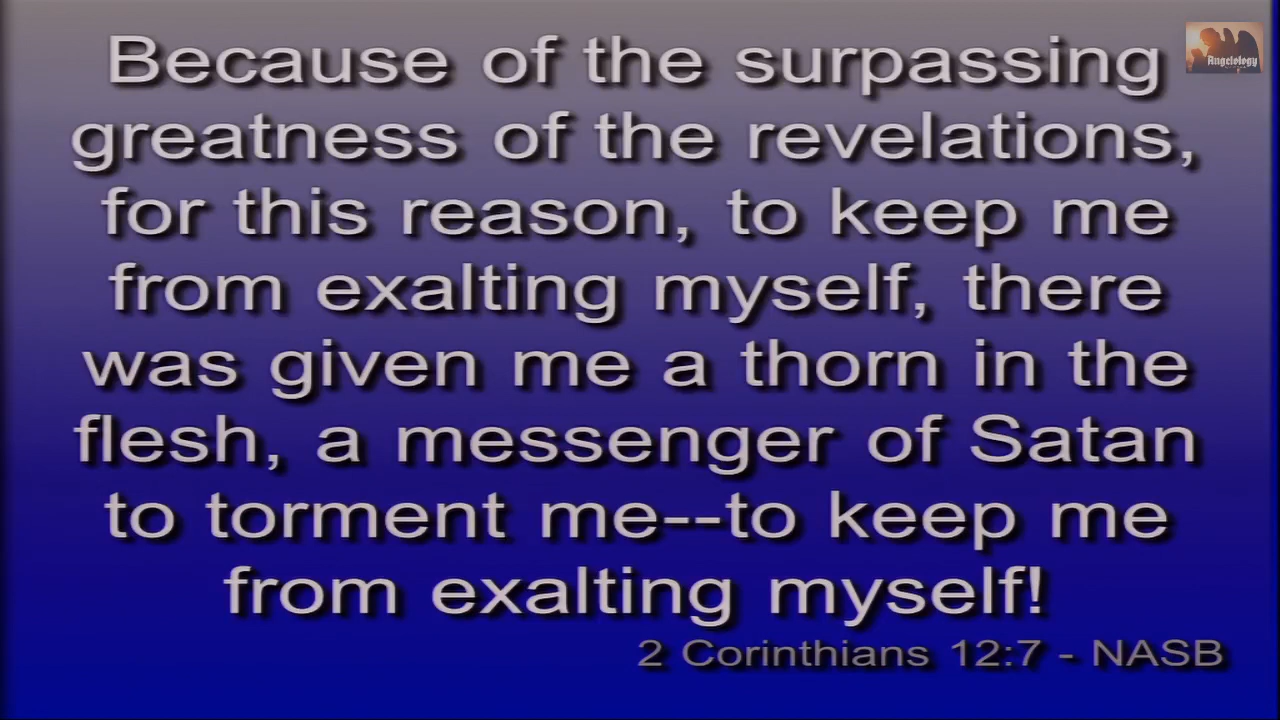 Because of the surpassing
greatness of the revelations,
for this reason, to keep me
from exalting myself, there
was given me a thorn in the
flesh, a messenger of Satan
to torment me--to keep me
from exalting myself!
2 Corinthians 12:7 - NASB
Angelology